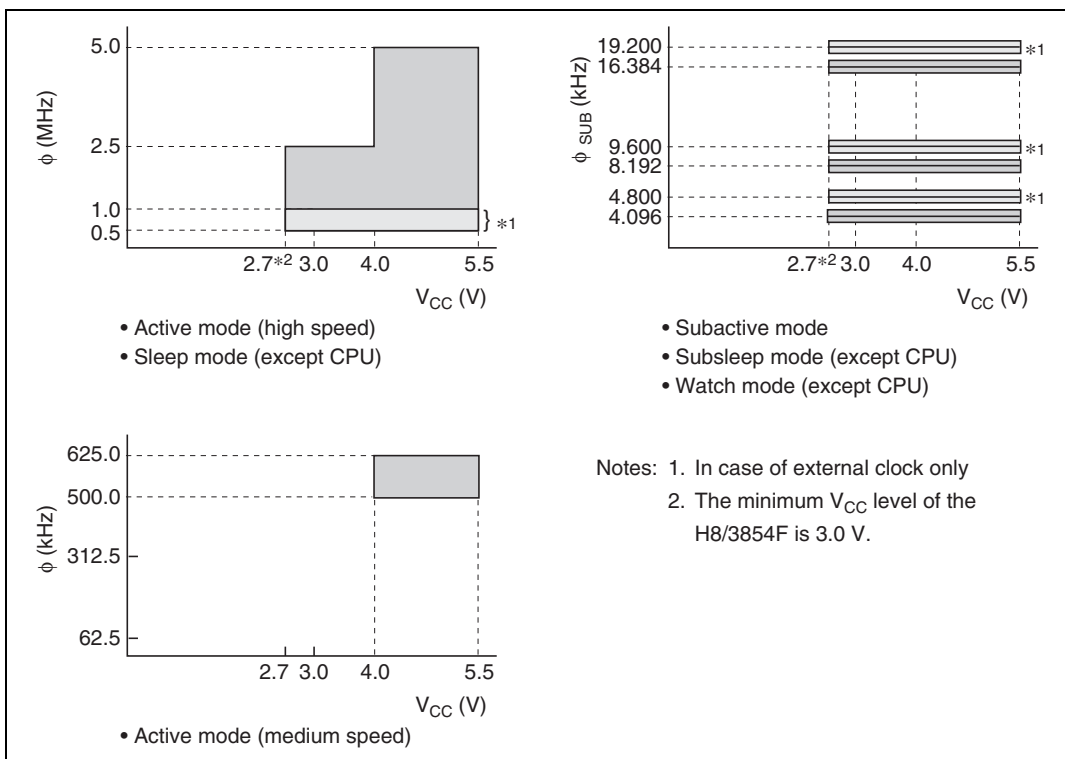 5.0
2.5
1.0
0.5
φ (MHz)
} *1
2.7*2 3.0 4.0 5.5
VCC (V)
• Active mode (high speed)
• Sleep mode (except CPU)
19.200
16.384
9.600
8.192
4.800
4.096
φ SUB (kHz)
*1
*1
*1
2.7*2 3.0 4.0 5.5
VCC (V)
• Subactive mode
• Subsleep mode (except CPU)
• Watch mode (except CPU)
625.0
500.0
312.5
62.5
φ (kHz)
2.7 3.0 4.0 5.5
VCC (V)
• Active mode (medium speed)
Notes: 1. In case of external clock only
2. The minimum VCC level of the
H8/3854F is 3.0 V.